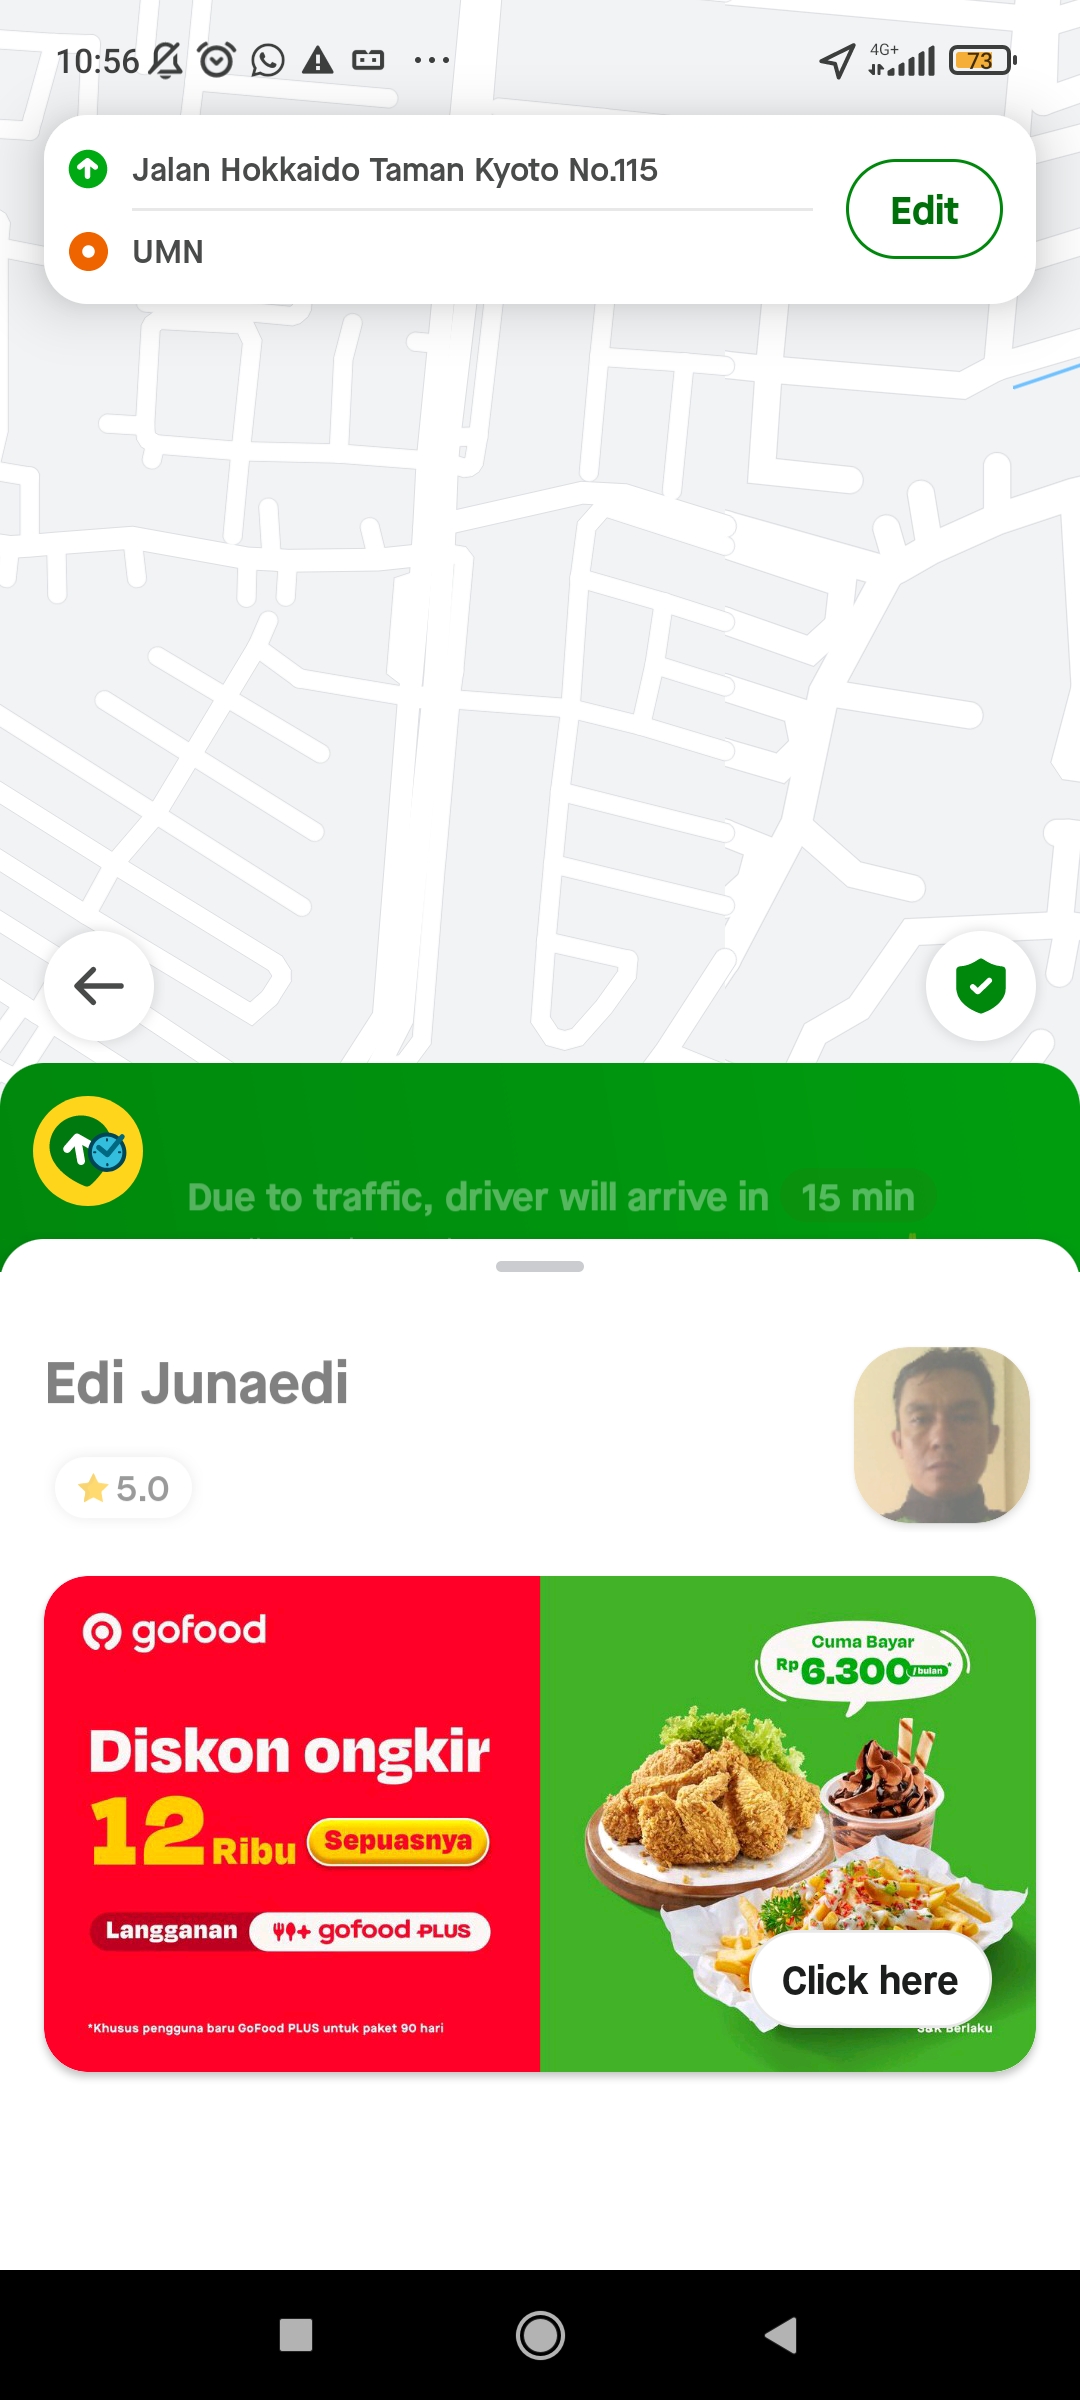 10:56
4G+
73
Jalan Hokkaido Taman Kyoto No.115
Edit
UMN
Due to traffic, driver will arrive in 15 min
Edi Junaedi
5.0
gofood
Cuma Bayar
Rp 6.300 /bulan*
Diskon ongkir
12 Ribu Sepuasnya
Langganan gofood PLUS
Click here
*Khusus pengguna baru GoFood PLUS untuk paket 90 hari
S&K Berlaku